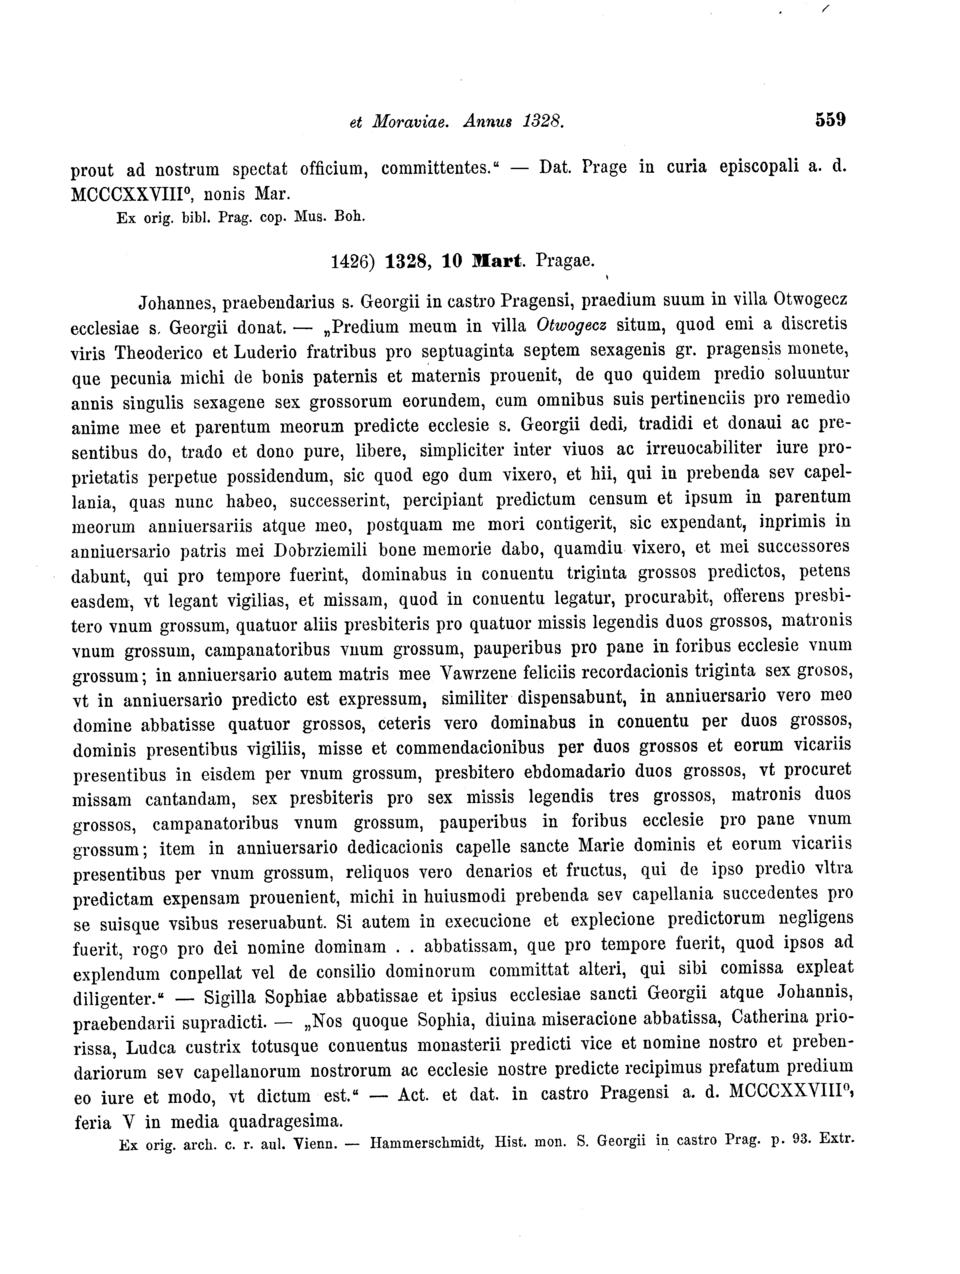 et Moraviae. Annus 1328. 559
prout ad nostrum spectat officium, committentes.“ — Dat. Prage in curia episcopali a. d.
MCCCXXVIII⁰, nonis Mar.
Ex orig. bibl. Prag. cop. Mus. Boh.
1426) 1328, 10 Mart. Pragae.
Johannes, praebendarius s. Georgii in castro Pragensi, praedium suum in villa Otwogecz
ecclesiae s. Georgii donat. — „Predium meum in villa Otwogecz situm, quod emi a discretis
viris Theoderico et Luderio fratribus pro septuaginta septem sexagenis gr. pragensis monete,
que pecunia michi de bonis paternis et maternis prouenit, de quo quidem predio soluuntur
annis singulis sexagene sex grossorum eorundem, cum omnibus suis pertinenciis pro remedio
anime mee et parentum meorum predicte ecclesie s. Georgii dedi, tradidi et donaui ac pre-
sentibus do, trado et dono pure, libere, simpliciter inter viuos ac irreuocabiliter iure pro-
prietatis perpetue possidendum, sic quod ego dum vixero, et hii, qui in prebenda sev capel-
lania, quas nunc habeo, successerint, percipiant predictum censum et ipsum in parentum
meorum anniuersariis atque meo, postquam me mori contigerit, sic expendant, inprimis in
anniuersario patris mei Dobrziemili bone memorie dabo, quamdiu vixero, et mei successores
dabunt, qui pro tempore fuerint, dominabus in conuentu triginta grossos predictos, petens
easdem, vt legant vigilias, et missam, quod in conuentu legatur, procurabit, offerens presbi-
tero vnum grossum, quatuor aliis presbiteris pro quatuor missis legendis duos grossos, matronis
vnum grossum, campanatoribus vnum grossum, pauperibus pro pane in foribus ecclesie vnum
grossum; in anniuersario autem matris mee Vawrzene feliciis recordacionis triginta sex grosos,
vt in anniuersario predicto est expressum, similiter dispensabunt, in anniuersario vero meo
domine abbatisse quatuor grossos, ceteris vero dominabus in conuentu per duos grossos,
dominis presentibus vigiliis, misse et commendacionibus per duos grossos et eorum vicariis
presentibus in eisdem per vnum grossum, presbitero ebdomadario duos grossos, vt procuret
missam cantandam, sex presbiteris pro sex missis legendis tres grossos, matronis duos
grossos, campanatoribus vnum grossum, pauperibus in foribus ecclesie pro pane vnum
grossum; item in anniuersario dedicacionis capelle sancte Marie dominis et eorum vicariis
presentibus per vnum grossum, reliquos vero denarios et fructus, qui de ipso predio vltra
predictam expensam prouenient, michi in huiusmodi prebenda sev capellania succedentes pro
se suisque vsibus reseruabunt. Si autem in execucione et explecione predictorum negligens
fuerit, rogo pro dei nomine dominam . . abbatissam, que pro tempore fuerit, quod ipsos ad
explendum conpellat vel de consilio dominorum committat alteri, qui sibi comissa expleat
diligenter.“ — Sigilla Sophiae abbatissae et ipsius ecclesiae sancti Georgii atque Johannis,
praebendarii supradicti. — „Nos quoque Sophia, diuina miseracione abbatissa, Catherina prio-
rissa, Ludca custrix totusque conuentus monasterii predicti vice et nomine nostro et preben-
dariorum sev capellanorum nostrorum ac ecclesie nostre predicte recipimus prefatum predium
eo iure et modo, vt dictum est.“ — Act. et dat. in castro Pragensi a. d. MCCCXXVIII⁰,
feria V in media quadragesima.
Ex orig. arch. c. r. aul. Vienn. — Hammerschmidt, Hist. mon. S. Georgii in castro Prag. p. 93. Extr.